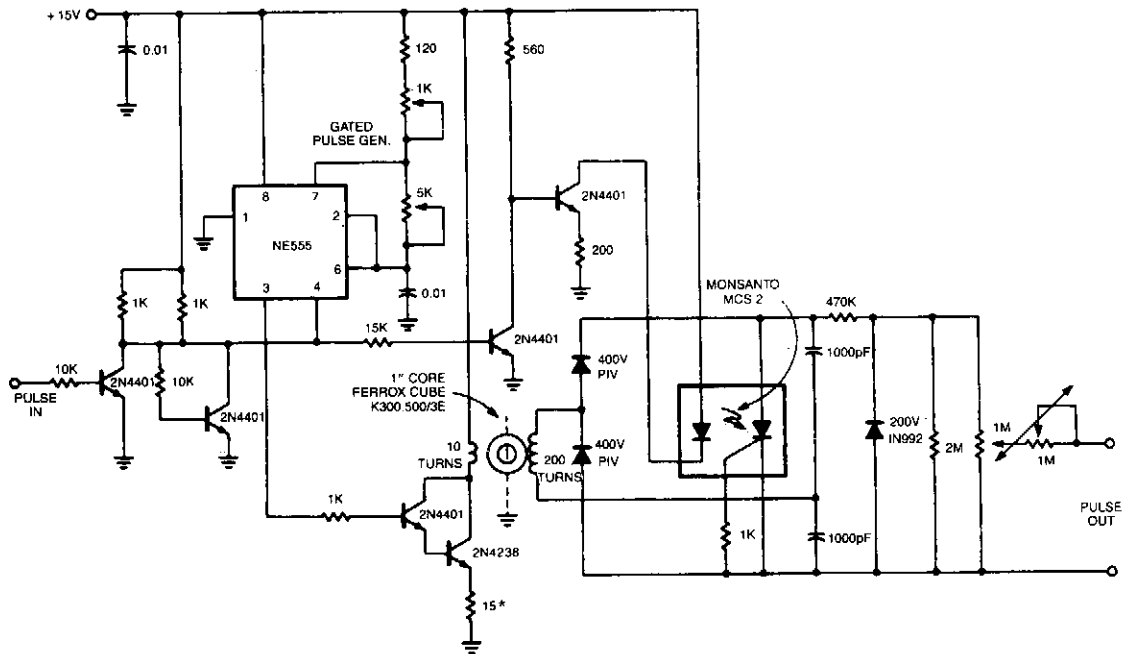 + 15V
0.01
120
560
1K
GATED
PULSE GEN.
8
7
5K
2N4401
1
2
NE555
200
6
MONSANTO
MCS 2
3
4
0.01
470K
1K
1K
15K
2N4401
400V
PIV
1000pF
10K
2N4401
10K
1" CORE
FERROX CUBE
K300.500/3E
PULSE
IN
2N4401
200V
IN992
1M
10
TURNS
1
200
TURNS
400V
PIV
2M
1M
1K
2N4401
PULSE
OUT
2N4238
1K
1000pF
15*